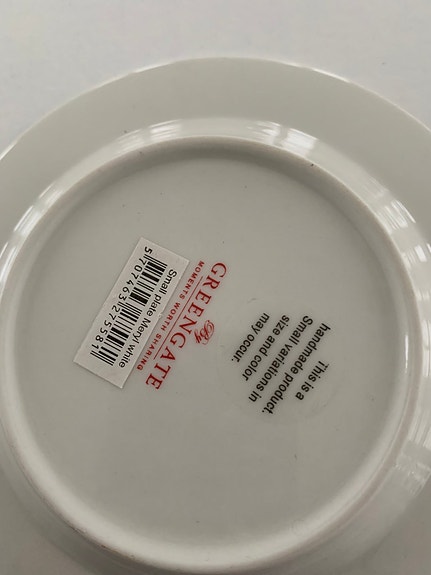 GREENGATE
MOMENTS WORTH SHARING
Small plate Meryl white
5 707463 275581
This is a
handmade product.
Small variations in
size and color
may occur.